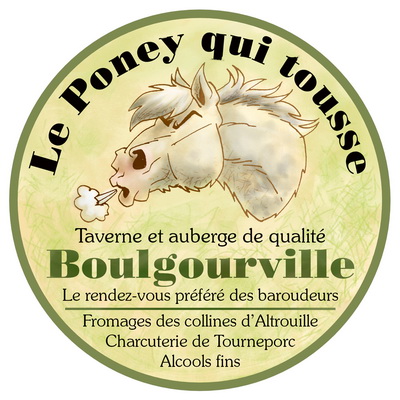 Le Poney qui tousse
Taverne et auberge de qualité
Boulgourville
Le rendez-vous préféré des baroudeurs
Fromages des collines d'Altrouille
Charcuterie de Tourneporc
Alcools fins